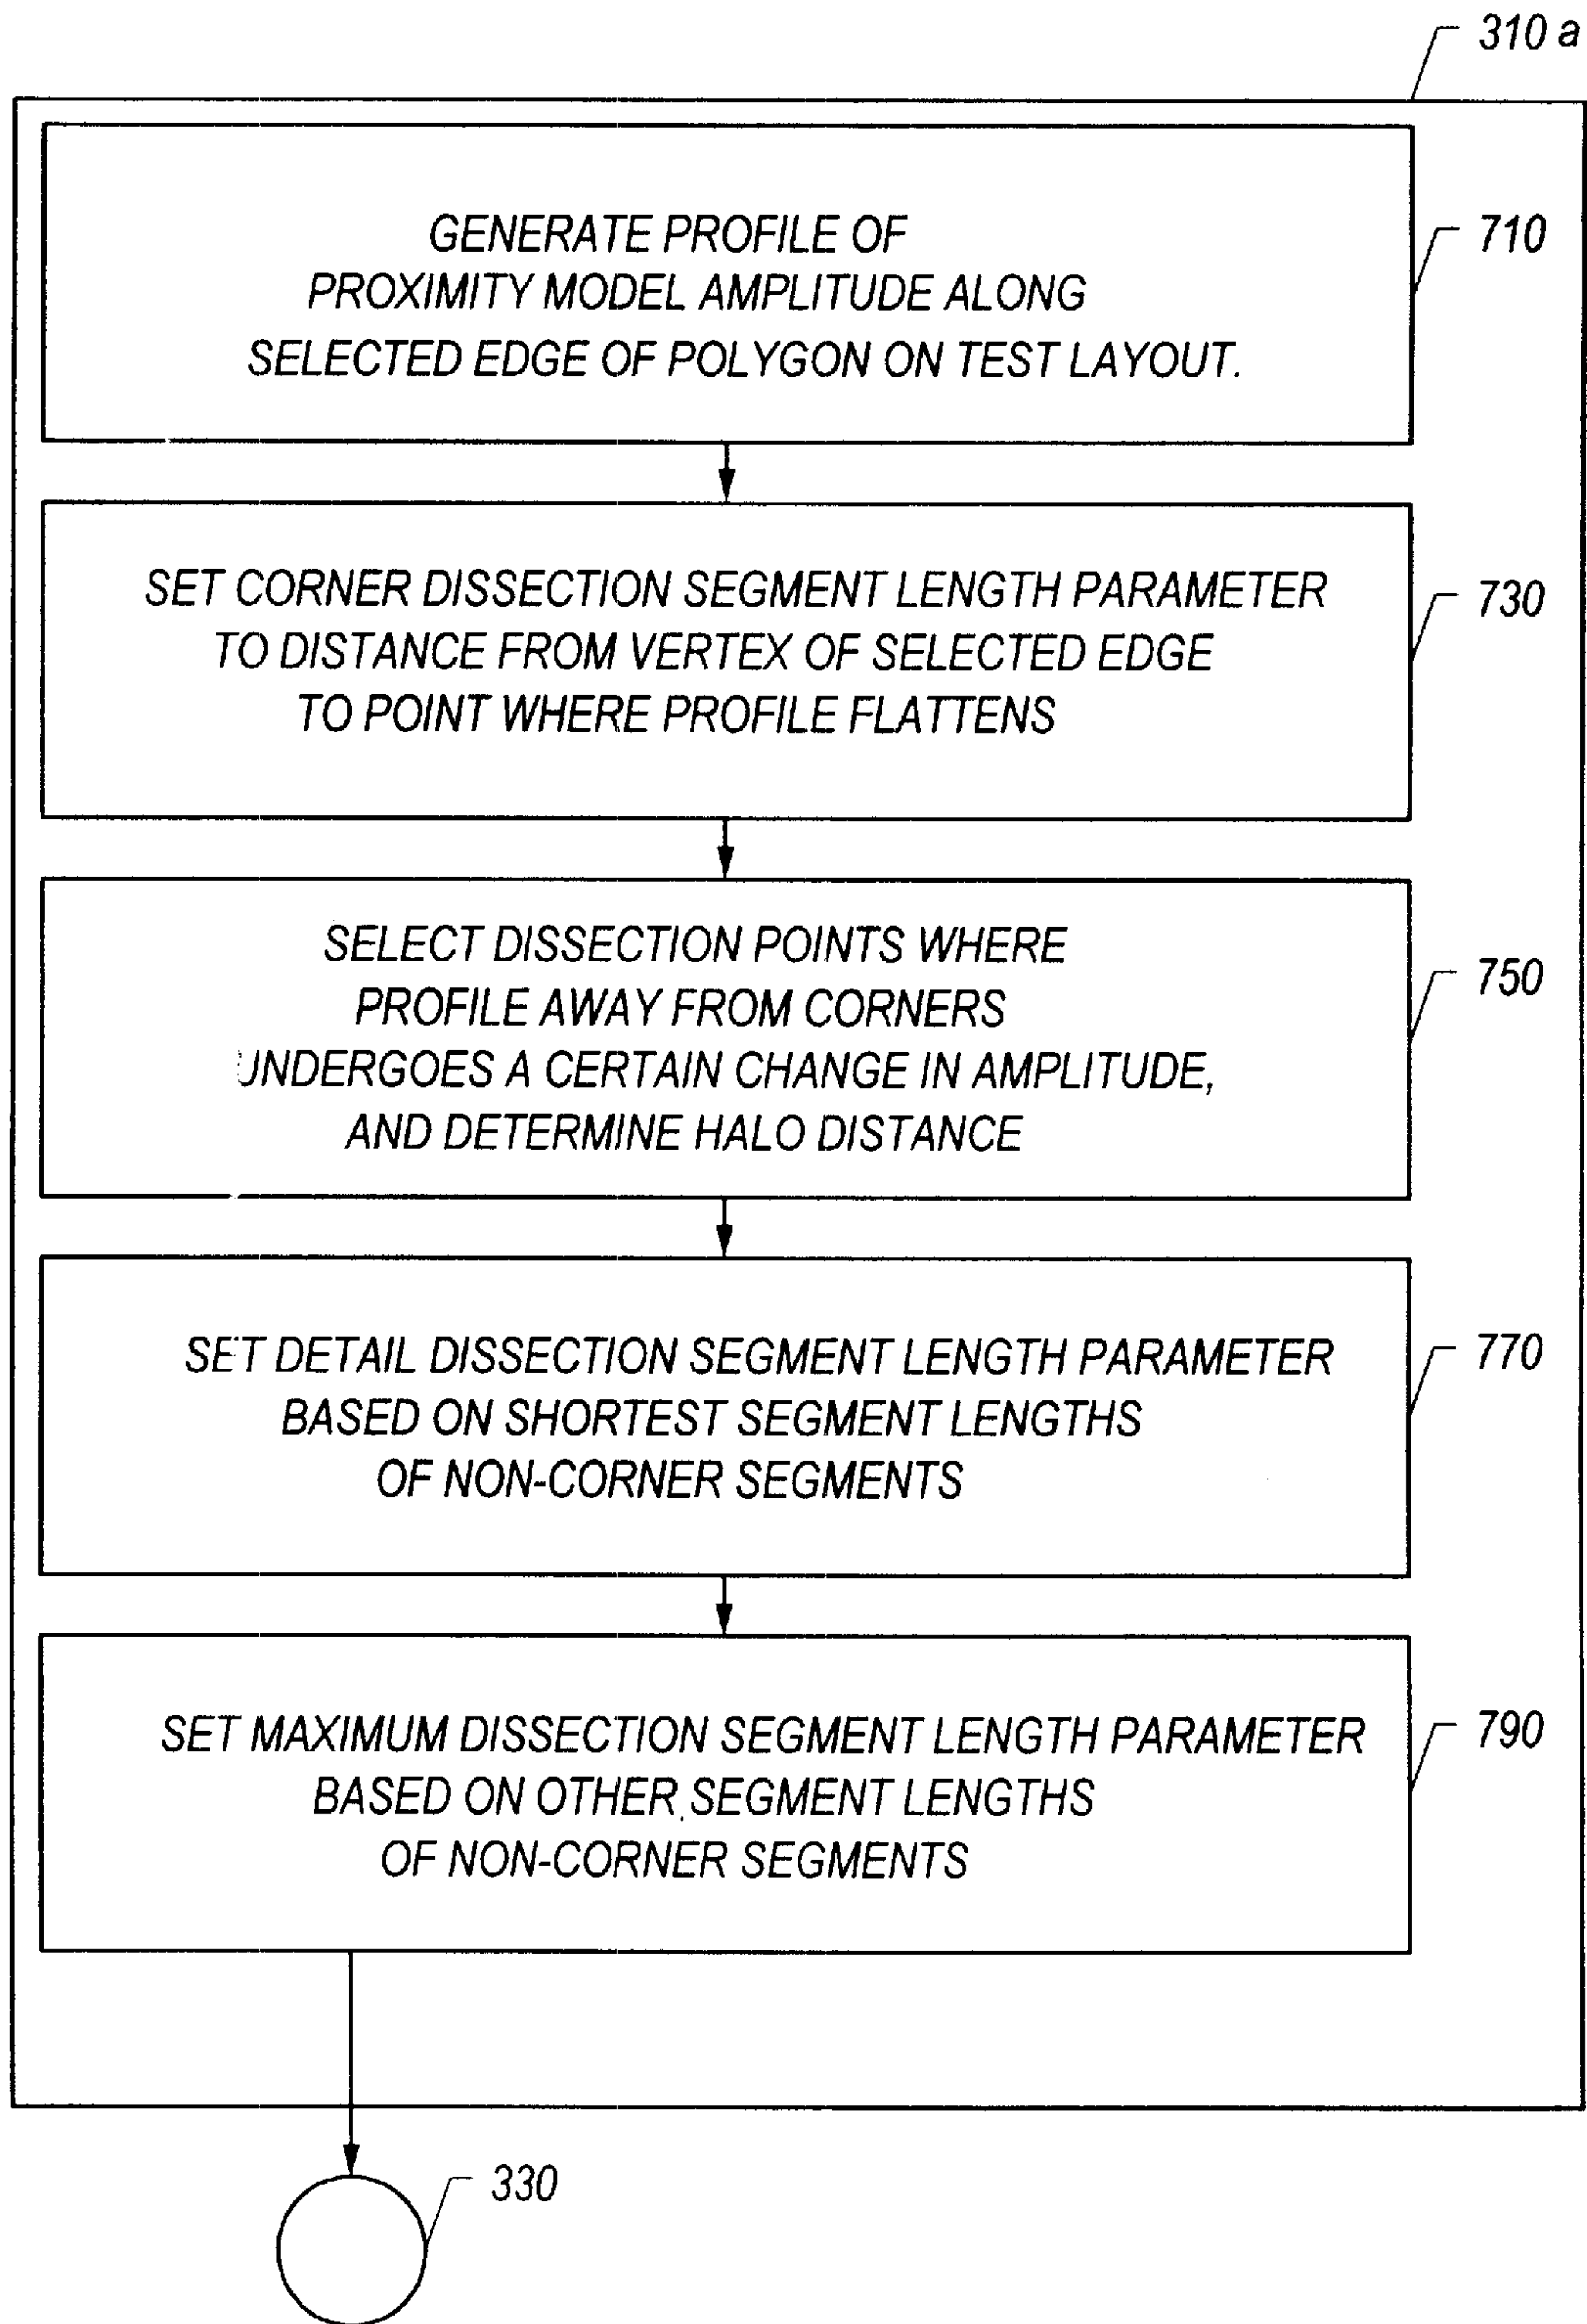 310 a
GENERATE PROFILE OF
PROXIMITY MODEL AMPLITUDE ALONG
SELECTED EDGE OF POLYGON ON TEST LAYOUT.
710
SET CORNER DISSECTION SEGMENT LENGTH PARAMETER
TO DISTANCE FROM VERTEX OF SELECTED EDGE
TO POINT WHERE PROFILE FLATTENS
730
SELECT DISSECTION POINTS WHERE
PROFILE AWAY FROM CORNERS
UNDERGOES A CERTAIN CHANGE IN AMPLITUDE,
AND DETERMINE HALO DISTANCE
750
SET DETAIL DISSECTION SEGMENT LENGTH PARAMETER
BASED ON SHORTEST SEGMENT LENGTHS
OF NON-CORNER SEGMENTS
770
SET MAXIMUM DISSECTION SEGMENT LENGTH PARAMETER
BASED ON OTHER SEGMENT LENGTHS
OF NON-CORNER SEGMENTS
790
330